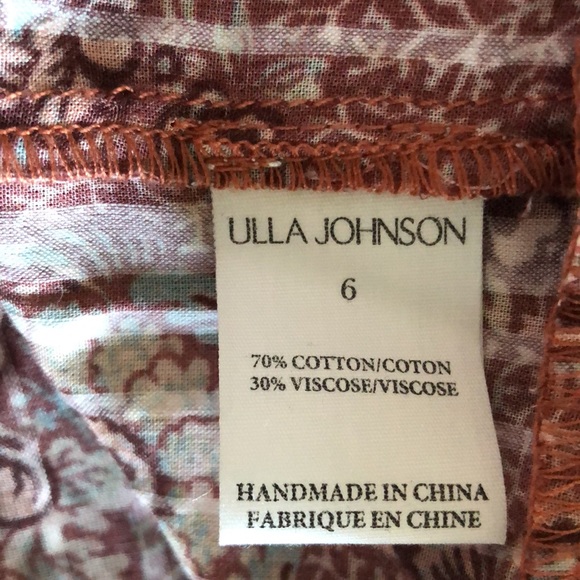 ULLA JOHNSON
6
70% COTTON/COTON
30% VISCOSE/VISCOSE
HANDMADE IN CHINA
FABRIQUE EN CHINE